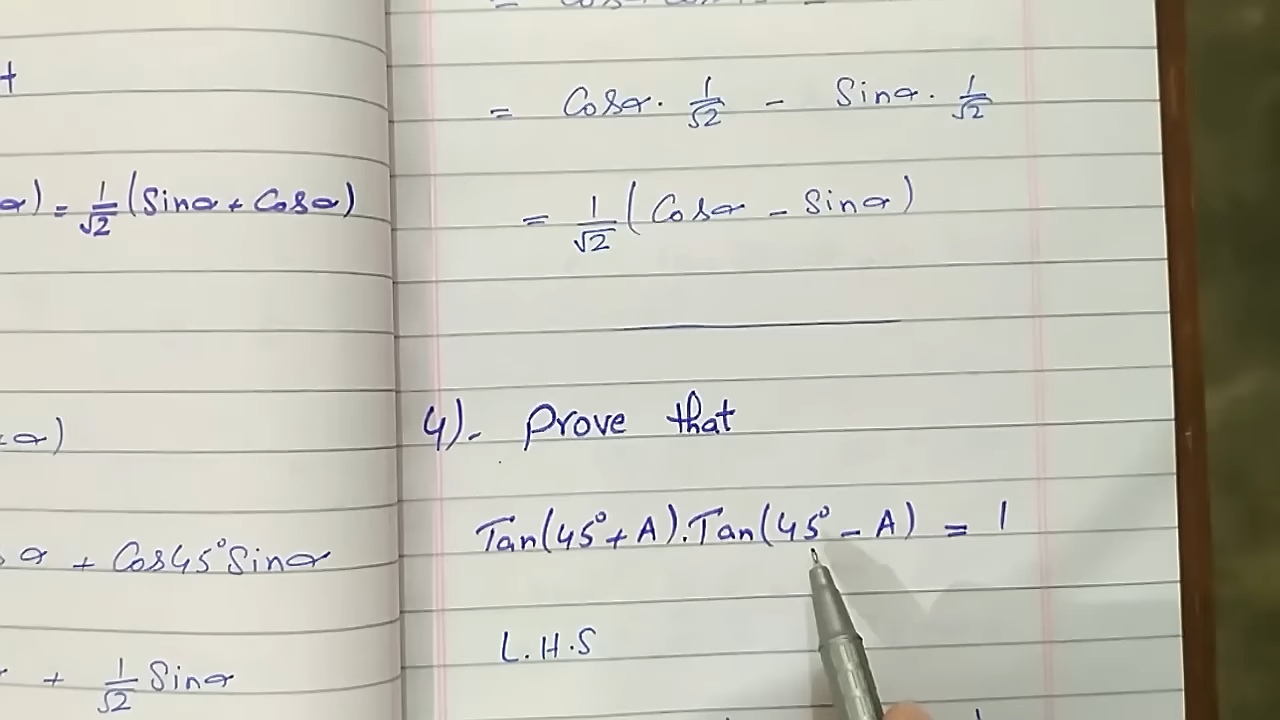 +
α) = 1/√2 (Sinα + Cosα)
α)
α + Cos45°Sinα
+ 1/√2 Sinα
= Cosα. 1/√2 - Sinα. 1/√2
= 1/√2 (Cosα - Sinα)
4)- Prove that
Tan(45°+A).Tan(45°-A) = 1
L.H.S